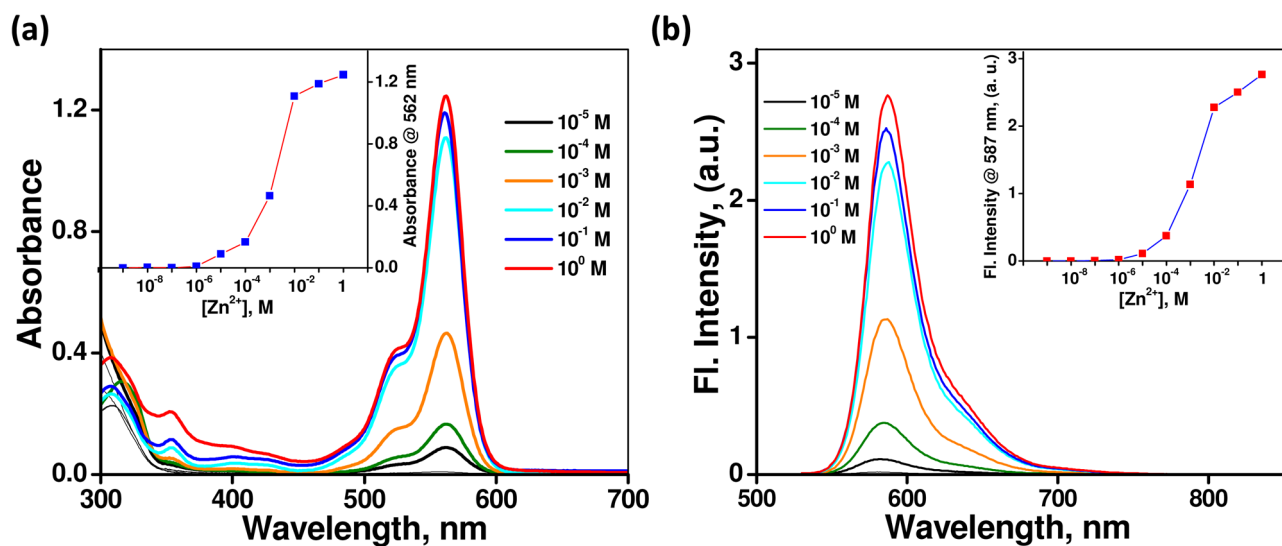 (a)
Absorbance
1.2
0.8
0.4
0.0
300
400
500
600
700
Wavelength, nm
10⁻⁵ M
10⁻⁴ M
10⁻³ M
10⁻² M
10⁻¹ M
10⁰ M
Absorbance @ 562 nm
1.2
0.6
0.0
10⁻⁸
10⁻⁶
10⁻⁴
10⁻²
1
[Zn²⁺], M
(b)
Fl. Intensity, (a.u.)
3
2
1
0
500
600
700
800
Wavelength, nm
10⁻⁵ M
10⁻⁴ M
10⁻³ M
10⁻² M
10⁻¹ M
10⁰ M
Fl. Intensity @ 587 nm, (a. u.)
3
2
1
0
10⁻⁸
10⁻⁶
10⁻⁴
10⁻²
1
[Zn²⁺], M